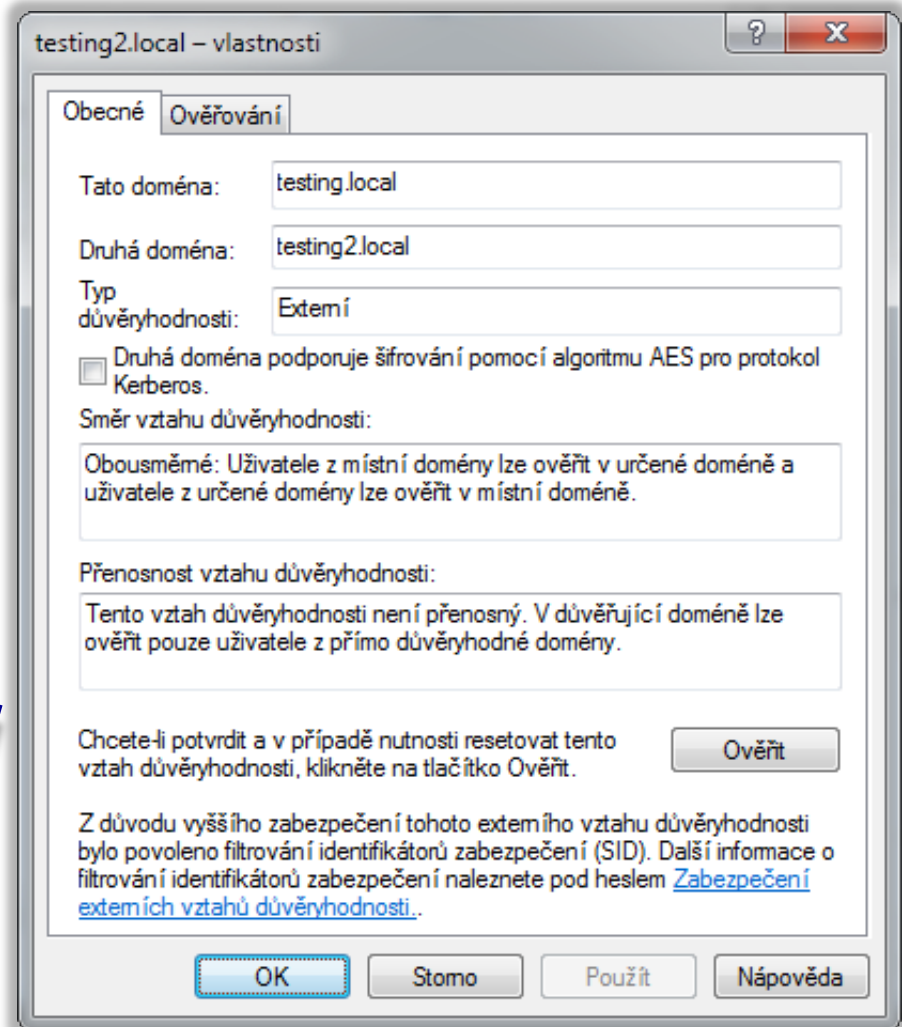 testing2.local – vlastnosti
Obecné
Ověřování
Tato doména:
testing.local
Druhá doména:
testing2.local
Typ
důvěryhodnosti:
Externí
Druhá doména podporuje šifrování pomocí algoritmu AES pro protokol
Kerberos.
Směr vztahu důvěryhodnosti:
Obousměrné: Uživatele z místní domény lze ověřit v určené doméně a
uživatele z určené domény lze ověřit v místní doméně.
Přenosnost vztahu důvěryhodnosti:
Tento vztah důvěryhodnosti není přenosný. V důvěřující doméně lze
ověřit pouze uživatele z přímo důvěryhodné domény.
Chcete-li potvrdit a v případě nutnosti resetovat tento
vztah důvěryhodnosti, klikněte na tlačítko Ověřit.
Ověřit
Z důvodu vyššího zabezpečení tohoto externího vztahu důvěryhodnosti
bylo povoleno filtrování identifikátorů zabezpečení (SID). Další informace o
filtrování identifikátorů zabezpečení naleznete pod heslem Zabezpečení
externích vztahů důvěryhodnosti..
OK
Storno
Použít
Nápověda